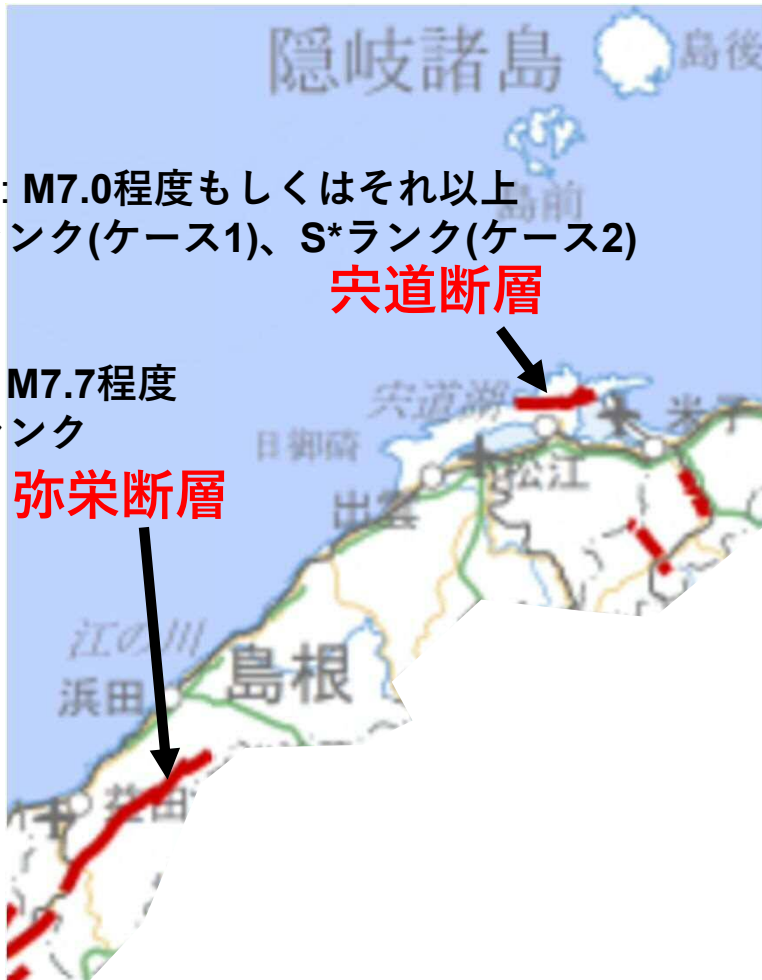 隠岐諸島
島後
: M7.0程度もしくはそれ以上
島前
ンク(ケース1)、S*ランク(ケース2)
宍道断層
M7.7程度
宍道湖
米子
ンク
日御碕
松江
弥栄断層
出雲
江の川
島根
浜田
益田